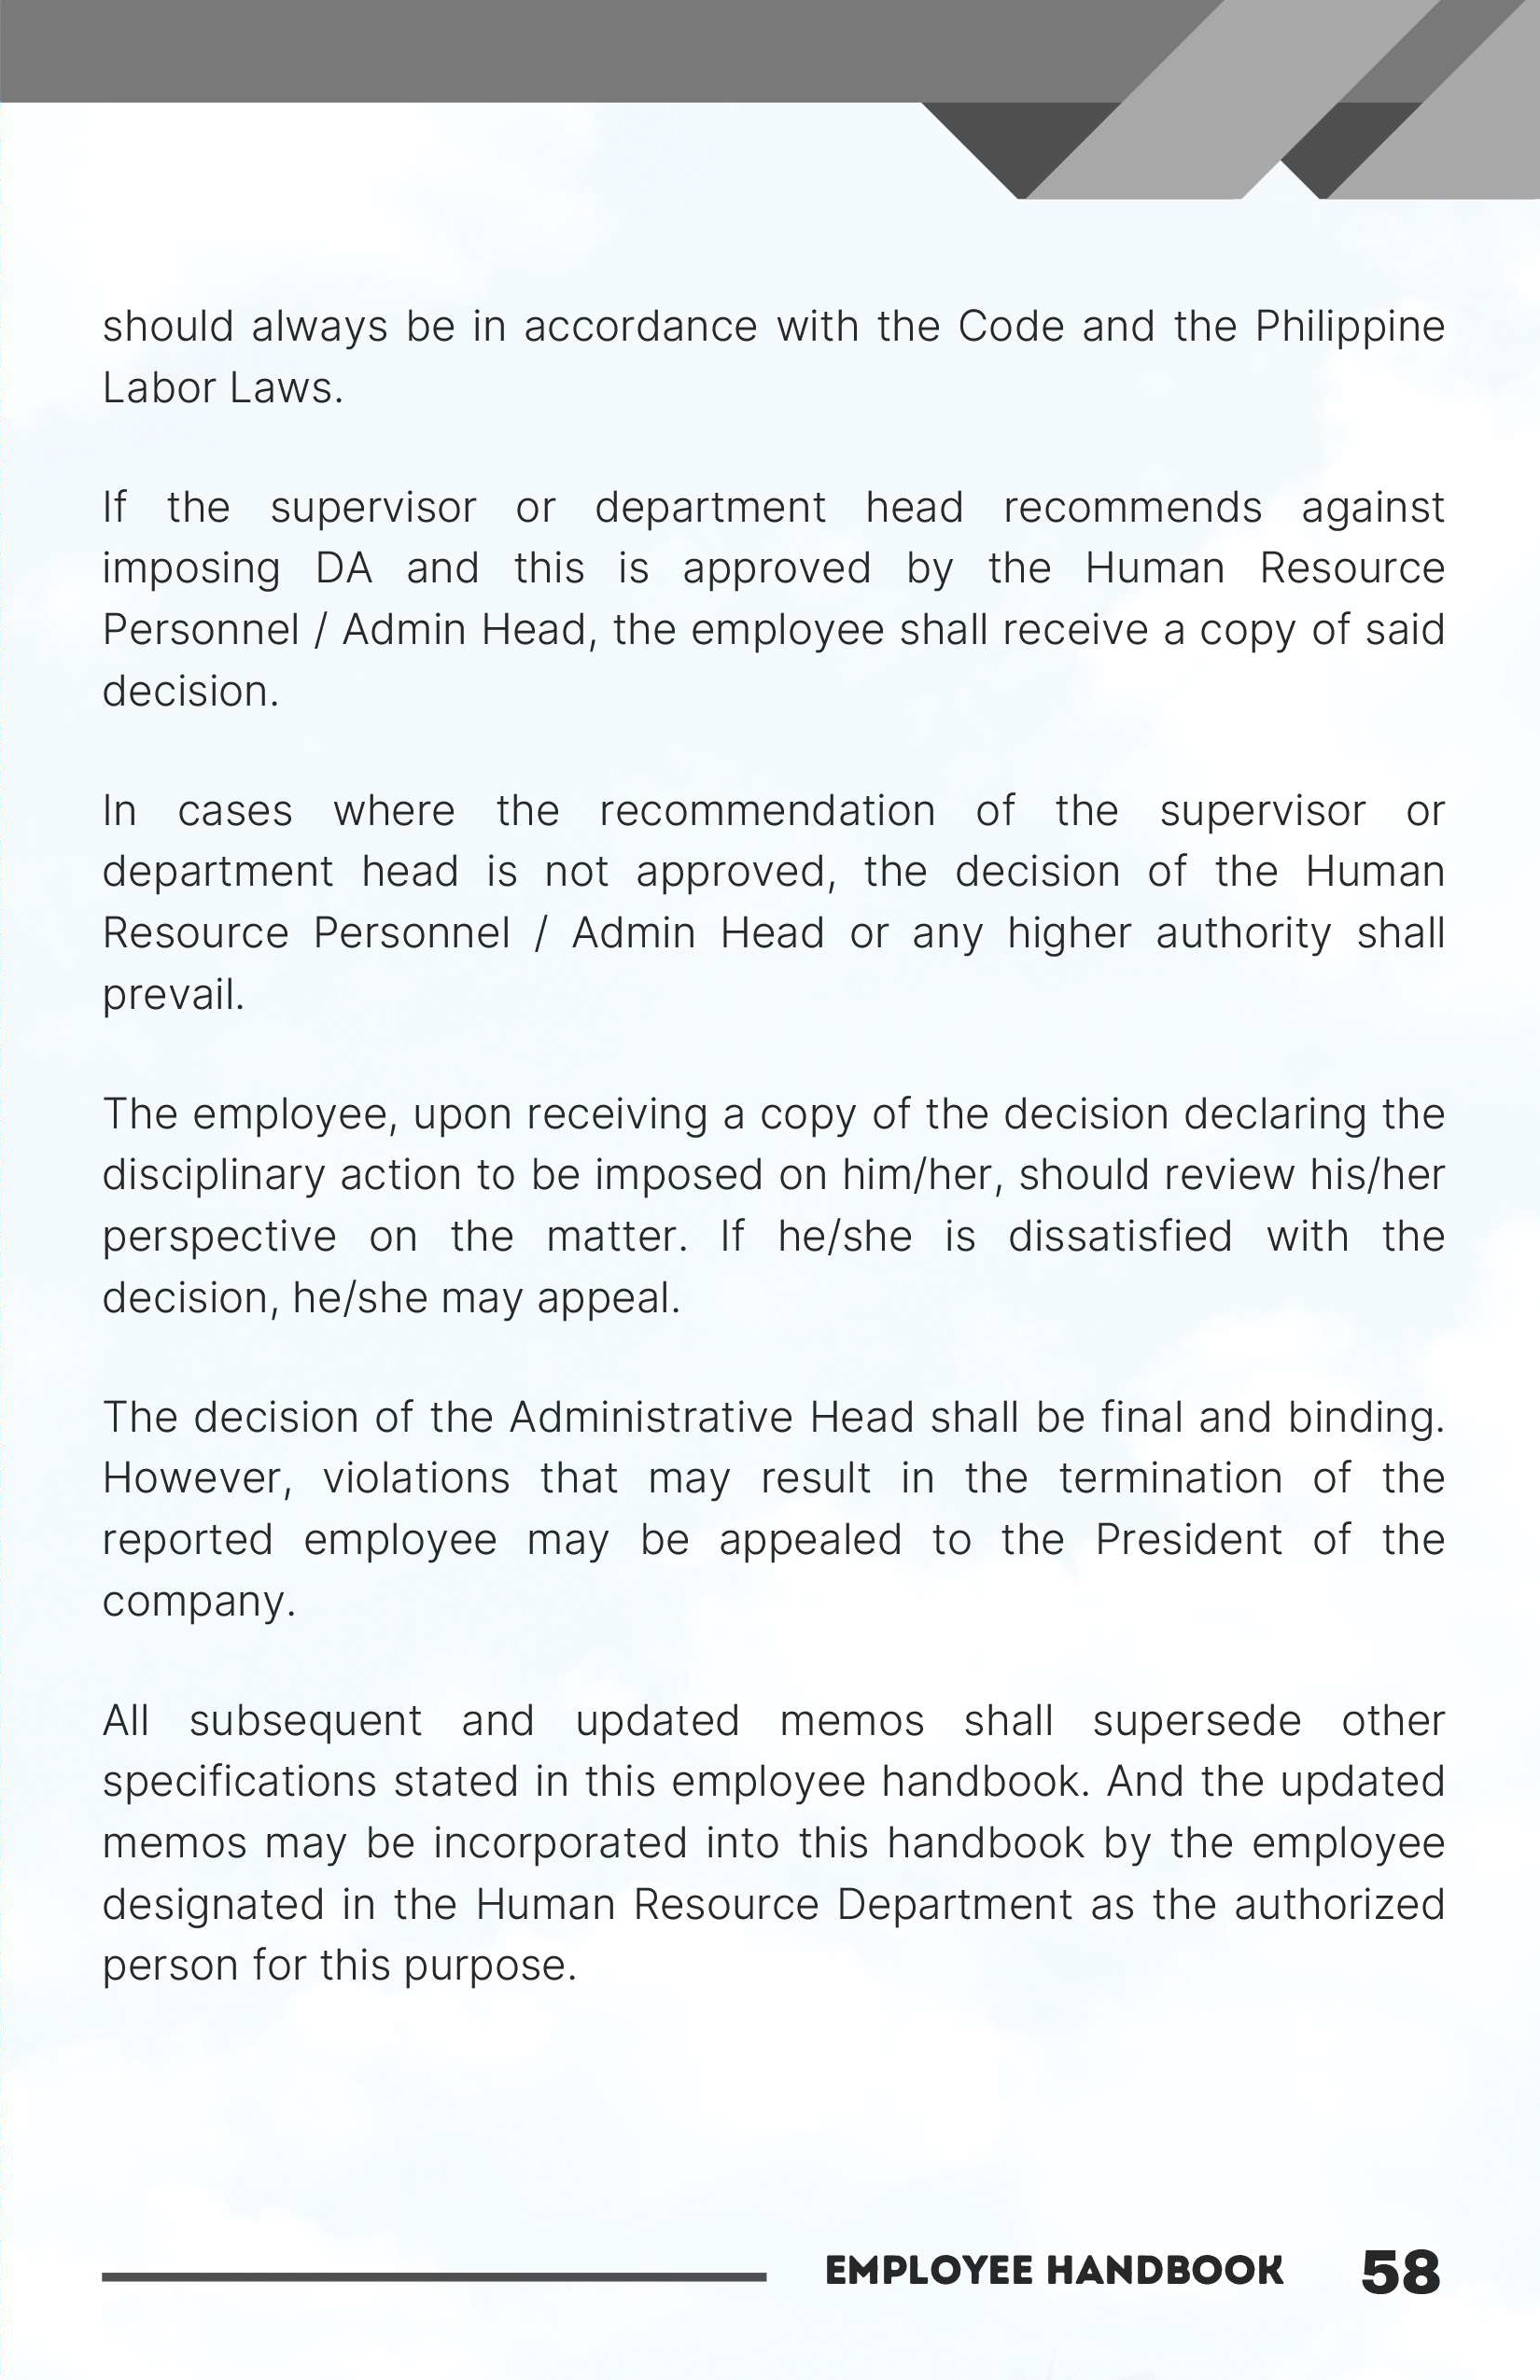 should always be in accordance with the Code and the Philippine
Labor Laws.
If the supervisor or department head recommends against
imposing DA and this is approved by the Human Resource
Personnel / Admin Head, the employee shall receive a copy of said
decision.
In cases where the recommendation of the supervisor or
department head is not approved, the decision of the Human
Resource Personnel / Admin Head or any higher authority shall
prevail.
The employee, upon receiving a copy of the decision declaring the
disciplinary action to be imposed on him/her, should review his/her
perspective on the matter. If he/she is dissatisfied with the
decision, he/she may appeal.
The decision of the Administrative Head shall be final and binding.
However, violations that may result in the termination of the
reported employee may be appealed to the President of the
company.
All subsequent and updated memos shall supersede other
specifications stated in this employee handbook. And the updated
memos may be incorporated into this handbook by the employee
designated in the Human Resource Department as the authorized
person for this purpose.
EMPLOYEE HANDBOOK 58